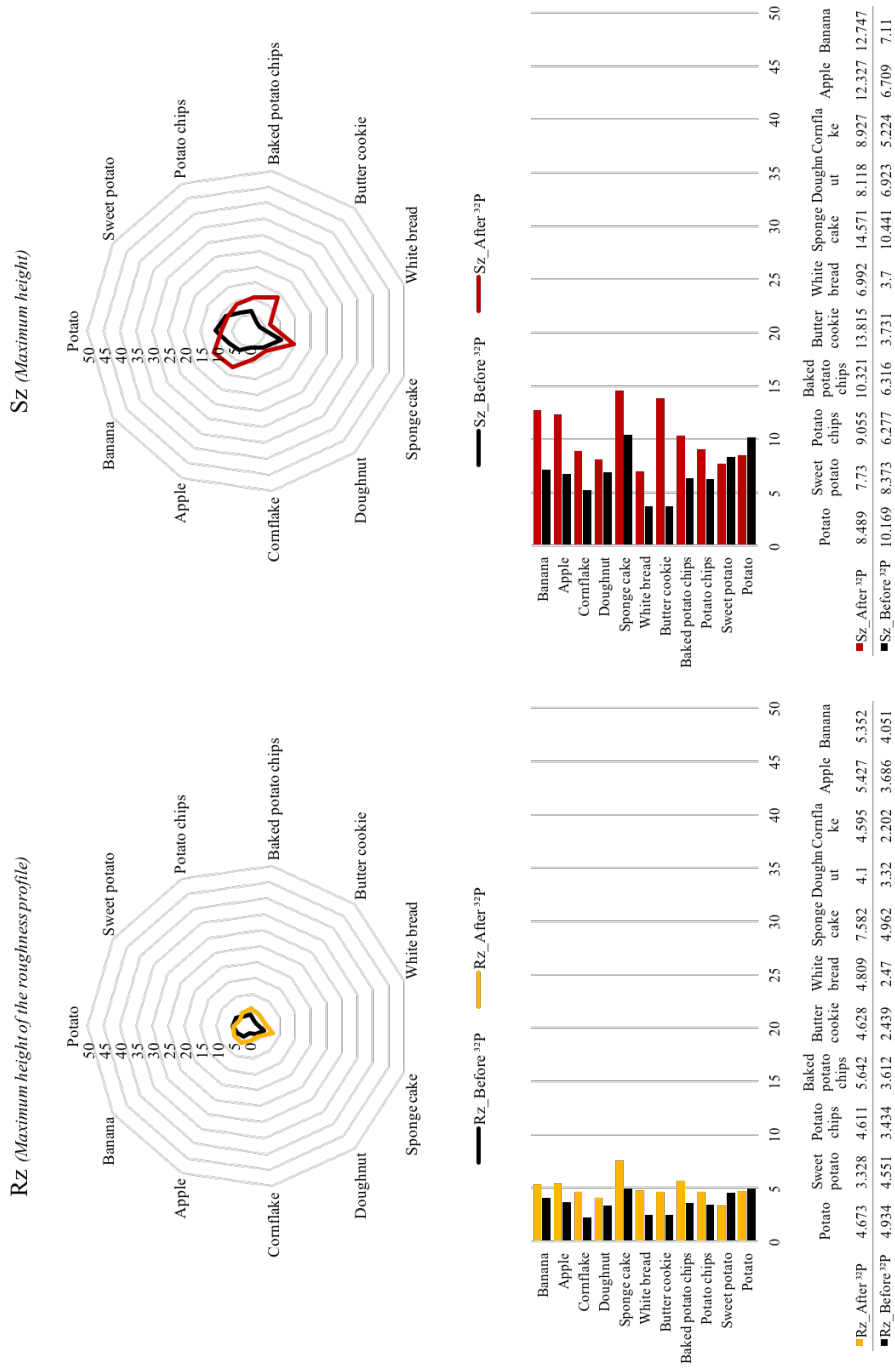 Rz (Maximum height of the roughness profile)
Potato
Sweet potato
Potato chips
Baked potato chips
Butter cookie
White bread
Sponge cake
Doughnut
Cornflake
Apple
Banana
50
45
40
35
30
25
20
15
10
5
0
Rz_Before ³²P
Rz_After ³²P
Banana
Apple
Cornflake
Doughnut
Sponge cake
White bread
Butter cookie
Baked potato chips
Potato chips
Sweet potato
Potato
0 5 10 15 20 25 30 35 40 45 50
Potato Sweet potato Potato chips Baked potato chips Butter cookie White bread Sponge cake Doughn ut Cornfla ke Apple Banana
Rz_After ³²P 4.673 3.328 4.611 5.642 4.628 4.809 7.582 4.1 4.595 5.427 5.352
Rz_Before ³²P 4.934 4.551 3.434 3.612 2.439 2.47 4.962 3.32 2.202 3.686 4.051
Sz (Maximum height)
Potato
Sweet potato
Potato chips
Baked potato chips
Butter cookie
White bread
Sponge cake
Doughnut
Cornflake
Apple
Banana
50
45
40
35
30
25
20
15
10
5
0
Sz_Before ³²P
Sz_After ³²P
Banana
Apple
Cornflake
Doughnut
Sponge cake
White bread
Butter cookie
Baked potato chips
Potato chips
Sweet potato
Potato
0 5 10 15 20 25 30 35 40 45 50
Potato Sweet potato Potato chips Baked potato chips Butter cookie White bread Sponge cake Doughn ut Cornfla ke Apple Banana
Sz_After ³²P 8.489 7.73 9.055 10.321 13.815 6.992 14.571 8.118 8.927 12.327 12.747
Sz_Before ³²P 10.169 8.373 6.277 6.316 3.731 3.7 10.441 6.923 5.224 6.709 7.11